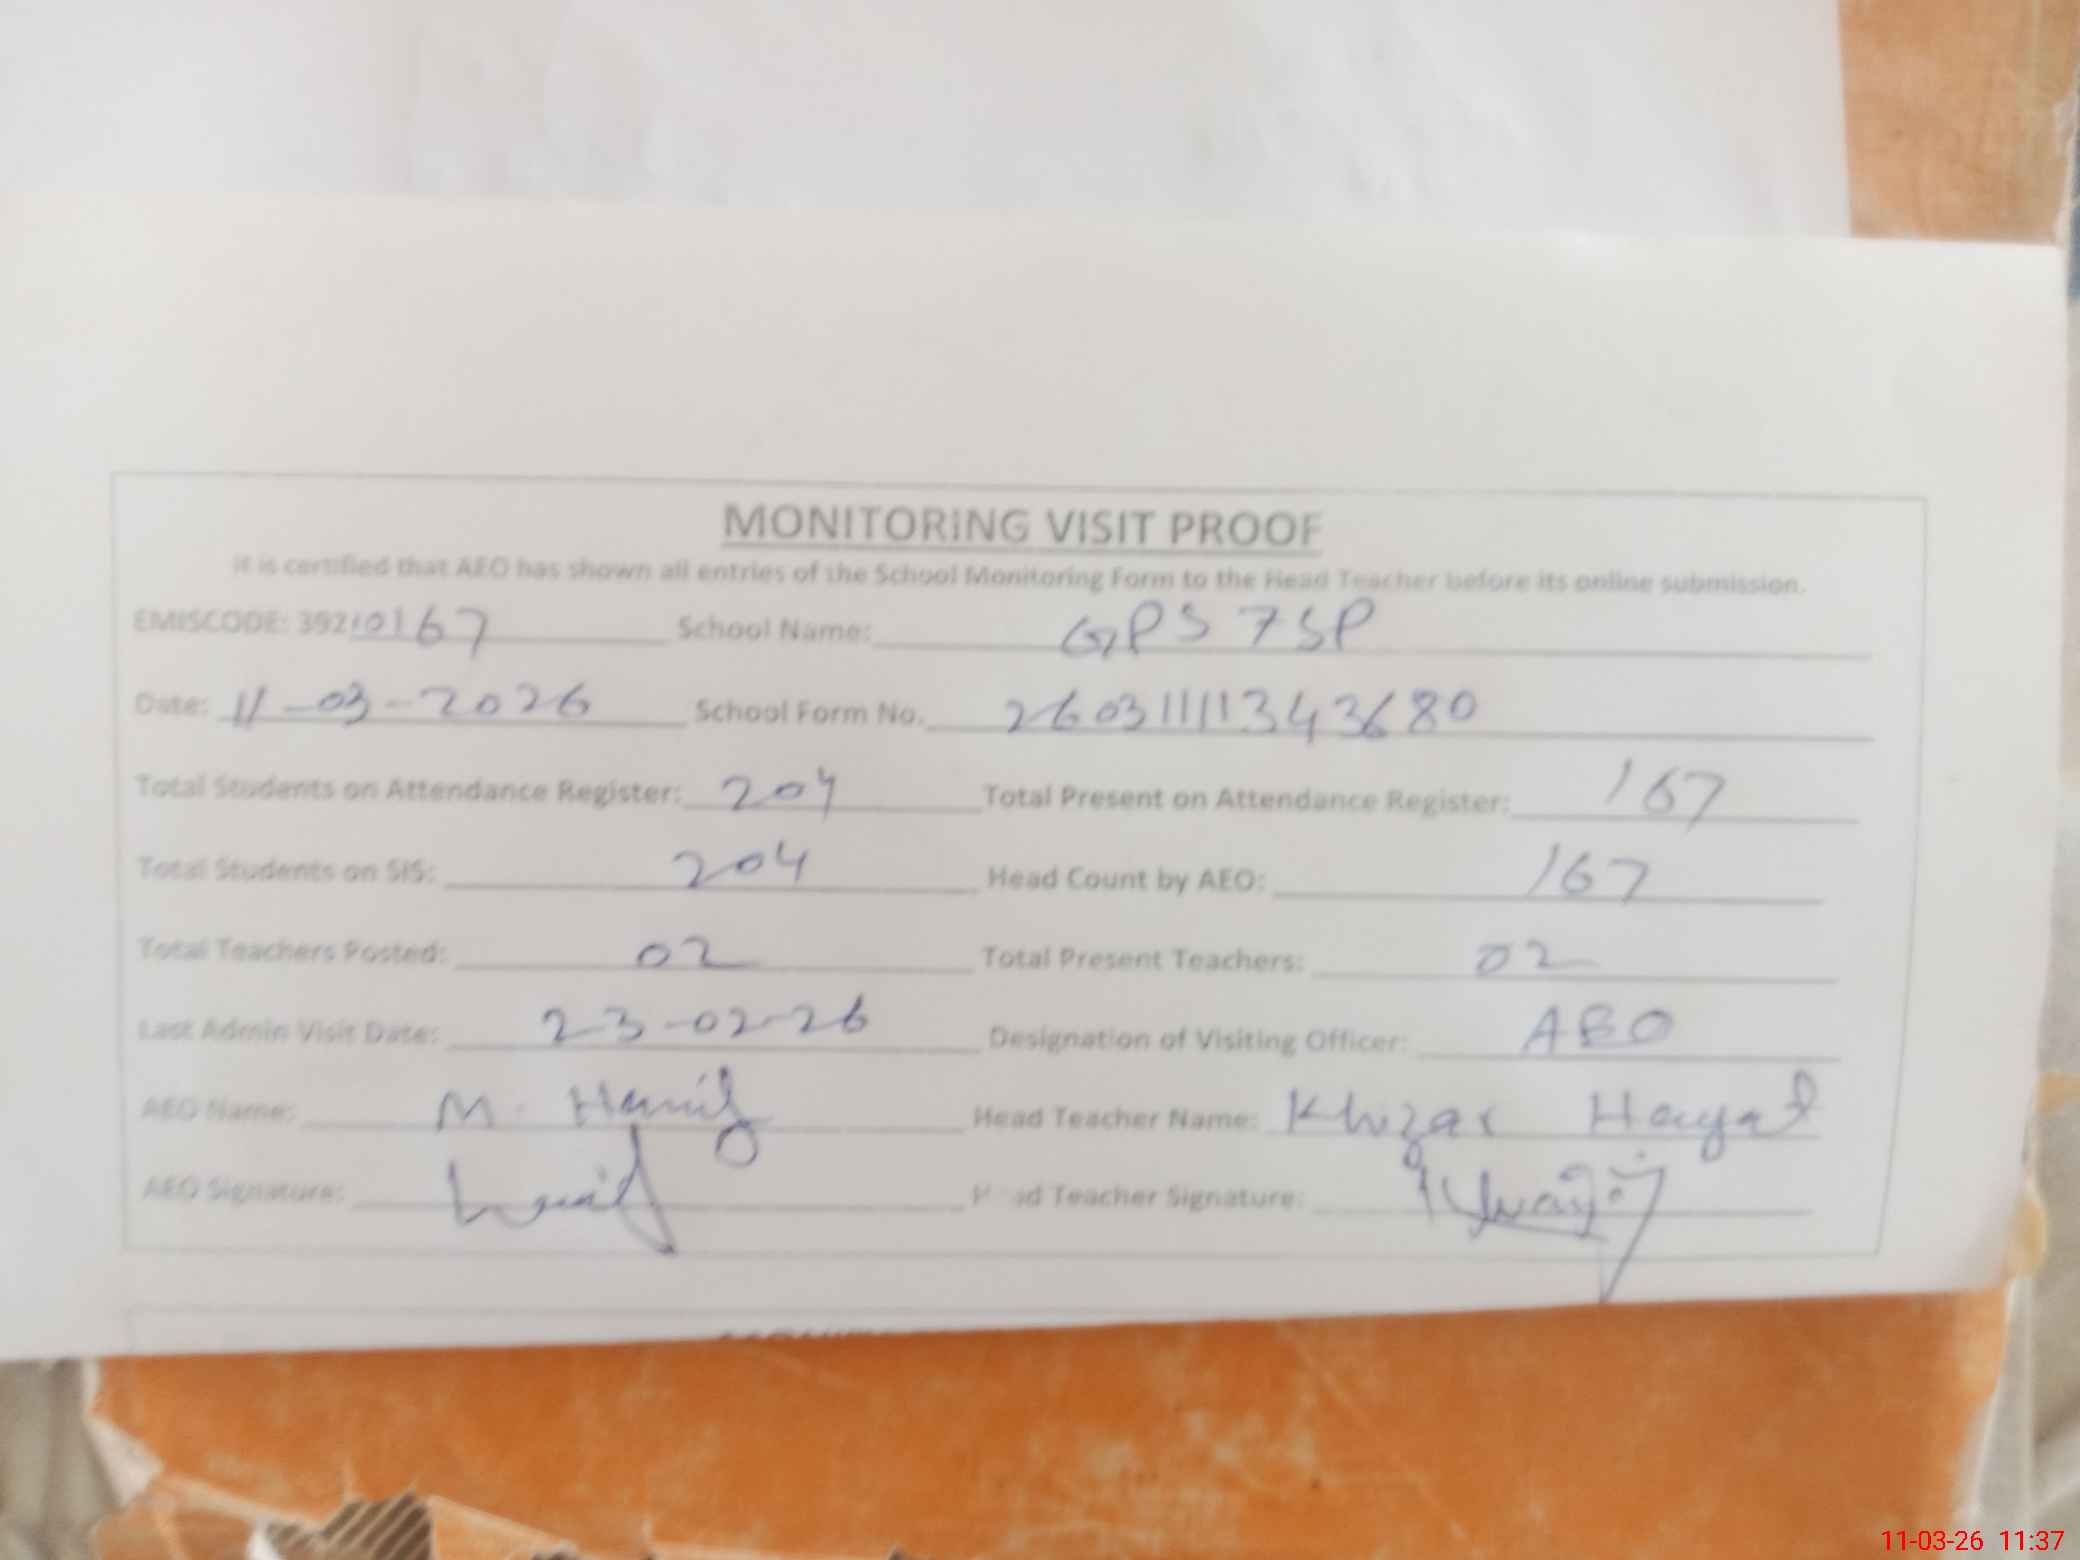 MONITORING VISIT PROOF
It is certified that AEO has shown all entries of the School Monitoring Form to the Head Teacher before its online submission.
EMISCODE: 39210167 School Name: GPS 7SP
Date: 11-03-2026 School Form No. 2603111134 3680
Total Students on Attendance Register: 204 Total Present on Attendance Register: 167
Total Students on SIS: 204 Head Count by AEO: 167
Total Teachers Posted: 02 Total Present Teachers: 02
Last Admin Visit Date: 23-02-26 Designation of Visiting Officer: AEO
AEO Name: M. Hanif Head Teacher Name: Khizar Hayat
AEO Signature: Hanif Head Teacher Signature:
11-03-26 11:37